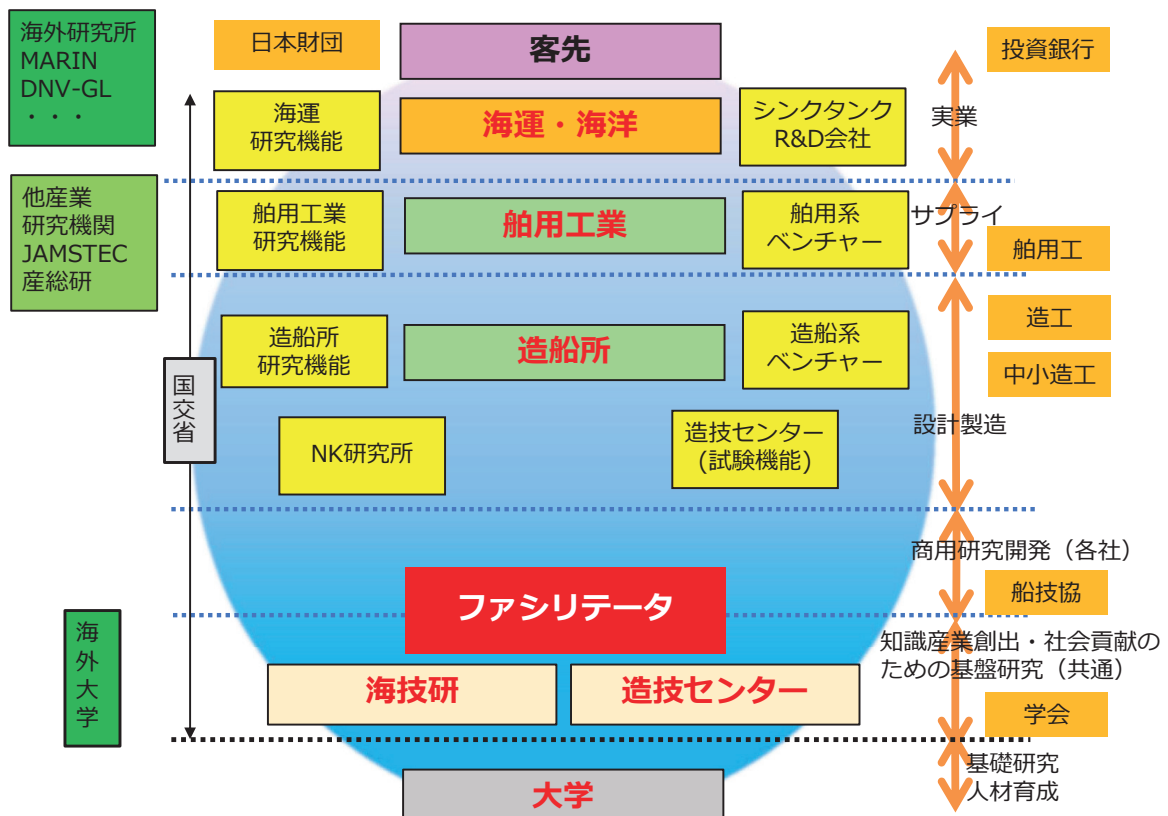 海外研究所
MARIN
DNV-GL
・・・
日本財団
客先
投資銀行
海運
研究機能
海運・海洋
シンクタンク
R&D会社
実業
他産業
研究機関
JAMSTEC
産総研
舶用工業
研究機能
舶用工業
舶用系
ベンチャー
サプライ
舶用工
造船所
研究機能
造船所
造船系
ベンチャー
造工
中小造工
国交省
設計製造
NK研究所
造技センター
(試験機能)
商用研究開発（各社）
ファシリテータ
船技協
海外大学
知識産業創出・社会貢献の
ための基盤研究（共通）
海技研
造技センター
学会
基礎研究
人材育成
大学